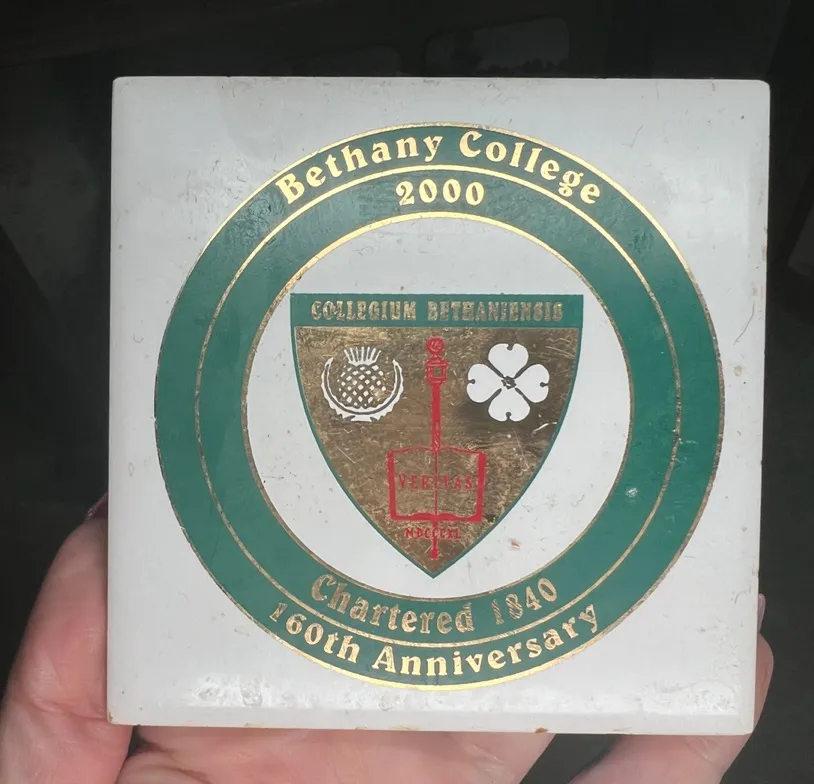 Bethany College
2000
COLLEGIUM BETHANIENSIS
VERITAS
MDCCCXL
Chartered 1840
160th Anniversary